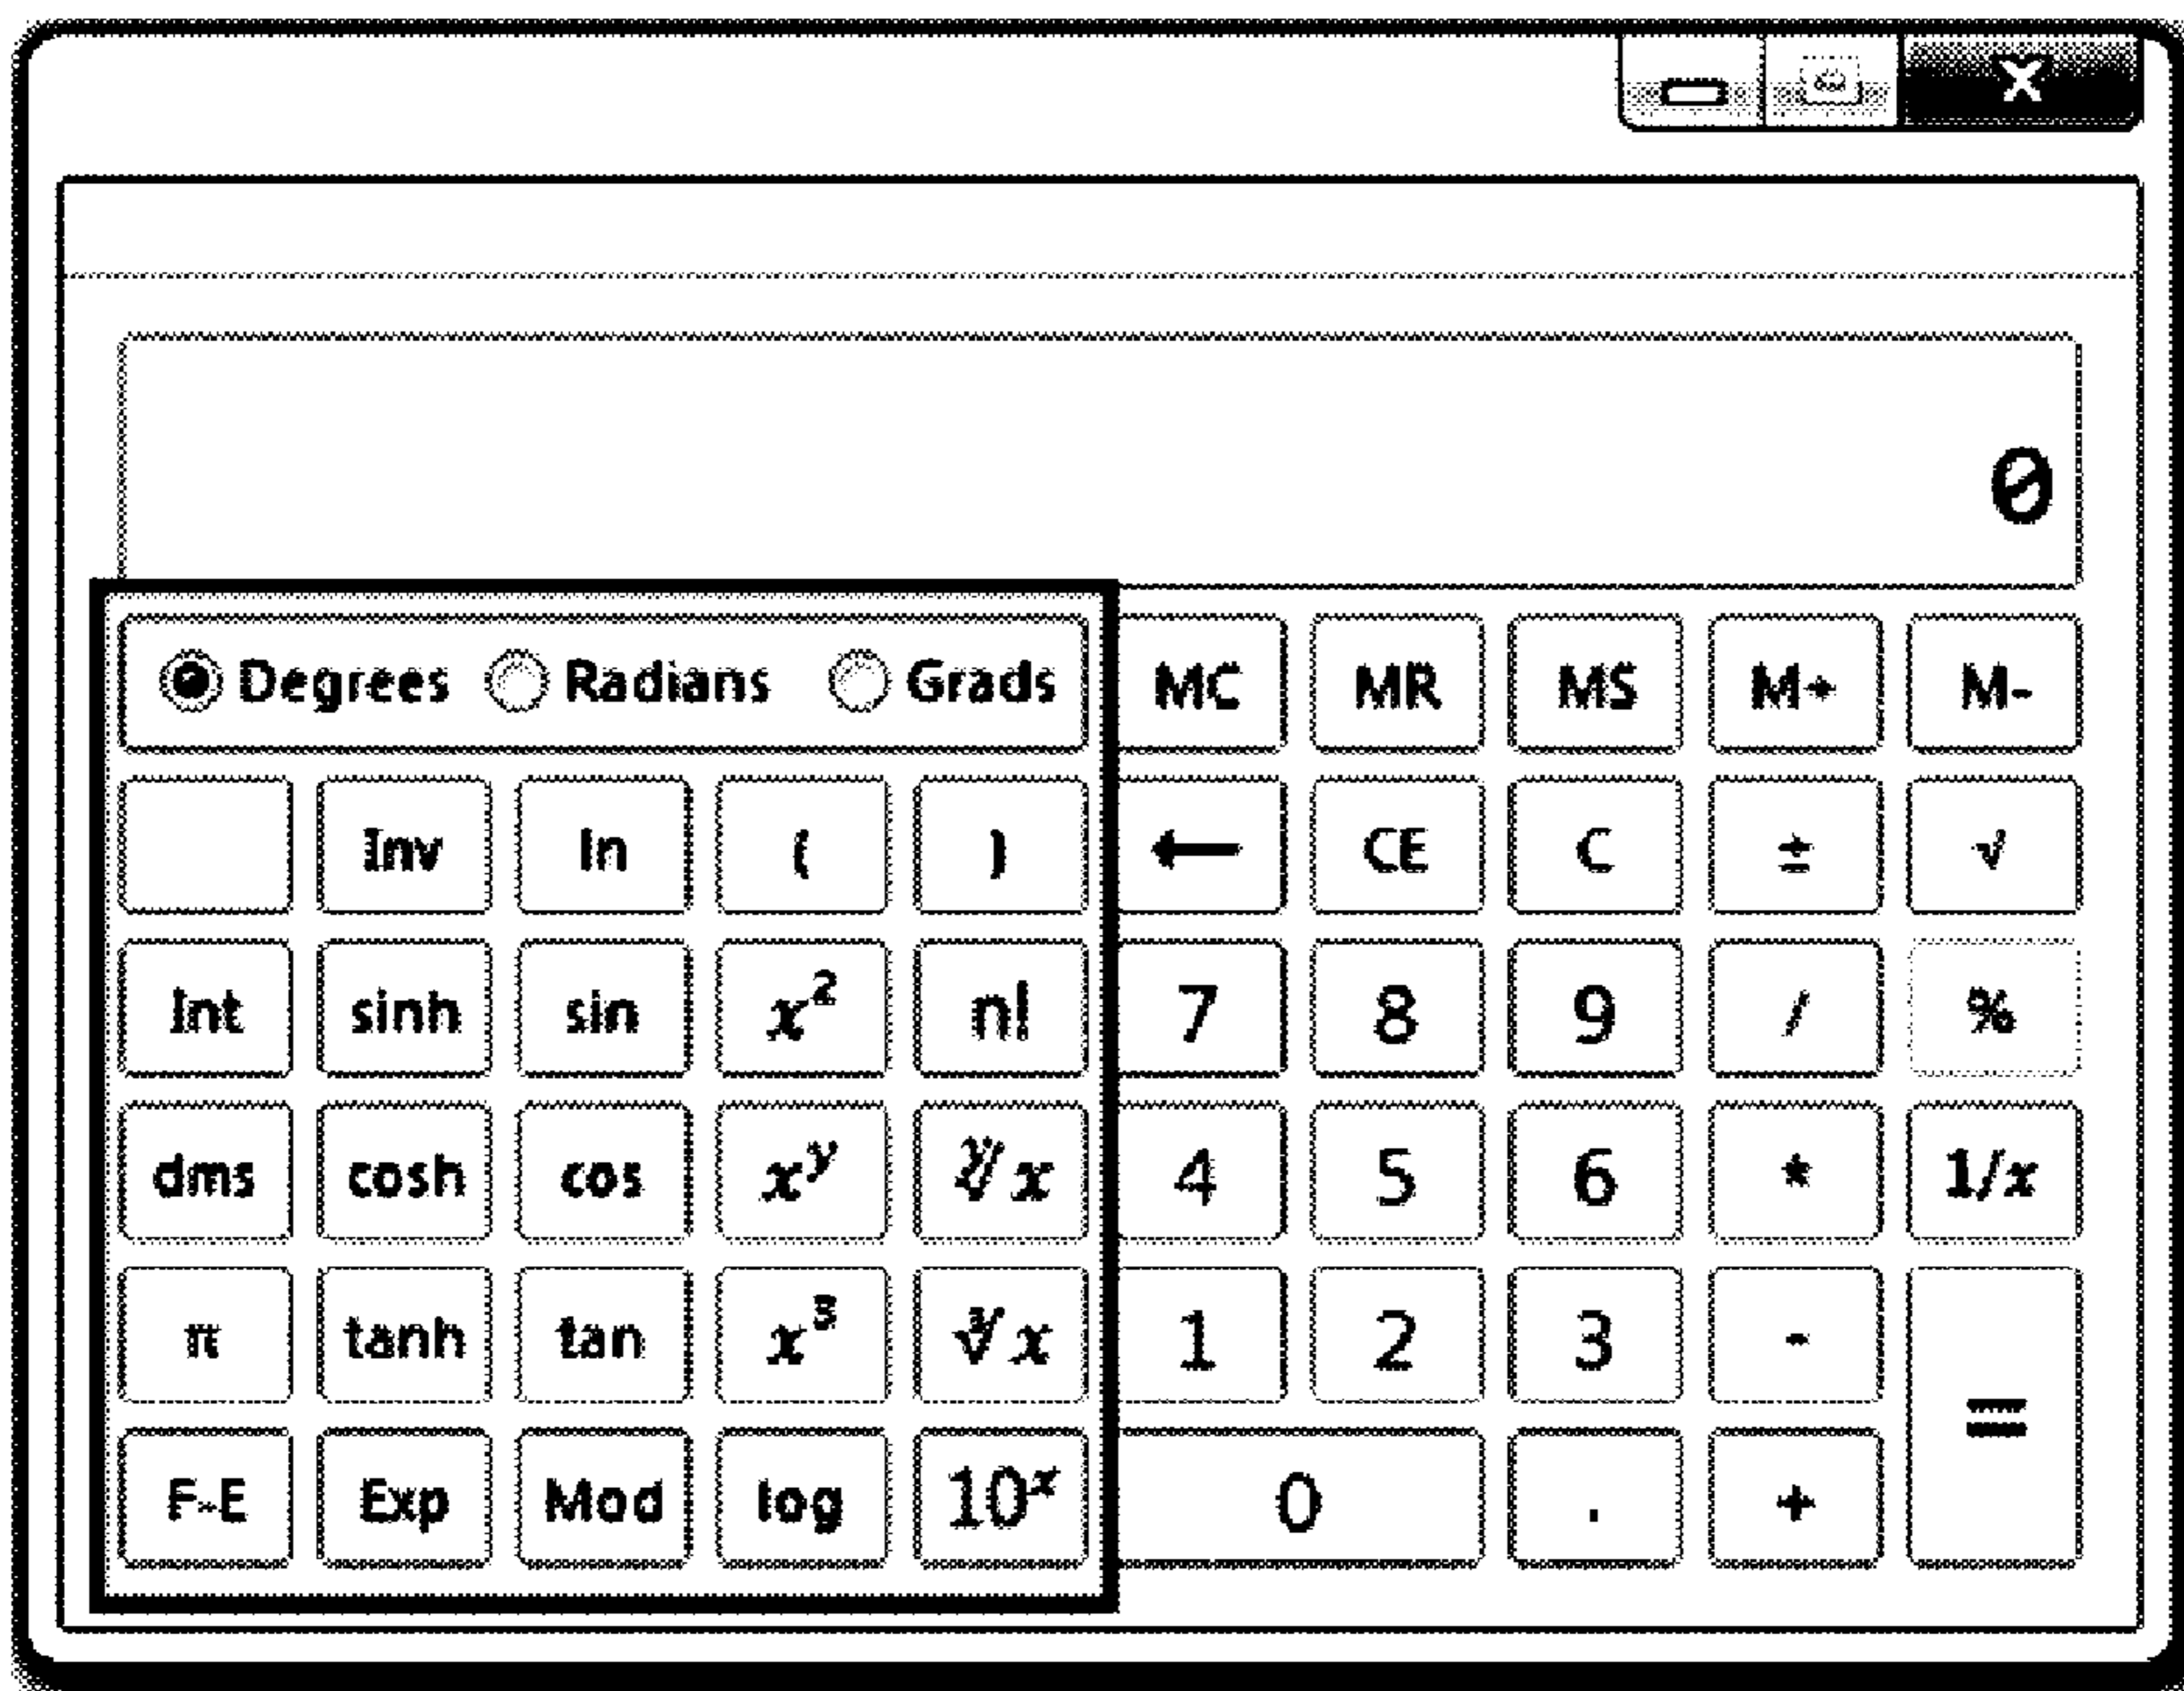 X
0
Degrees Radians Grads MC MR MS M+ M-
Inv ln ( ) ← CE C ± √
Int sinh sin x² n! 7 8 9 / %
dms cosh cos xʸ ʸ√x 4 5 6 * 1/x
π tanh tan x³ ³√x 1 2 3 - =
F-E Exp Mod log 10ˣ 0 . +